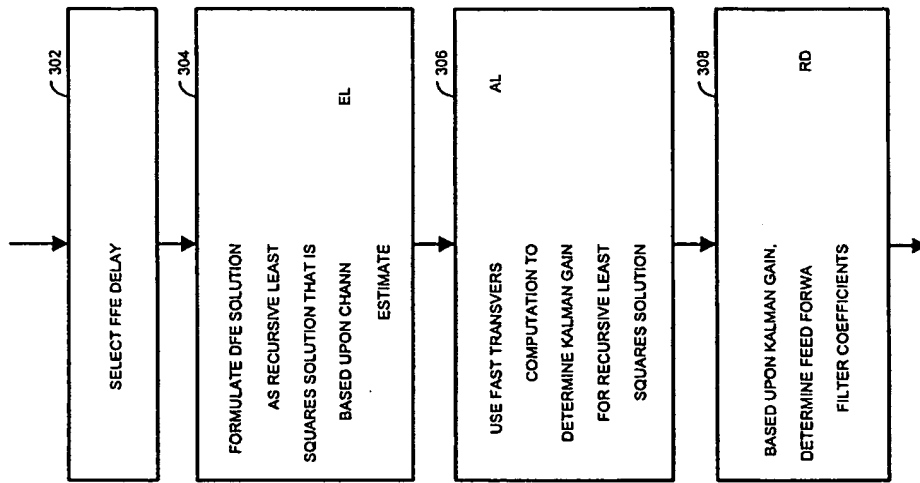 302
SELECT FFE DELAY
304
FORMULATE DFE SOLUTION
AS RECURSIVE LEAST
SQUARES SOLUTION THAT IS
BASED UPON CHANN EL
ESTIMATE
306
USE FAST TRANSVERS AL
COMPUTATION TO
DETERMINE KALMAN GAIN
FOR RECURSIVE LEAST
SQUARES SOLUTION
308
BASED UPON KALMAN GAIN,
DETERMINE FEED FORWA RD
FILTER COEFFICIENTS